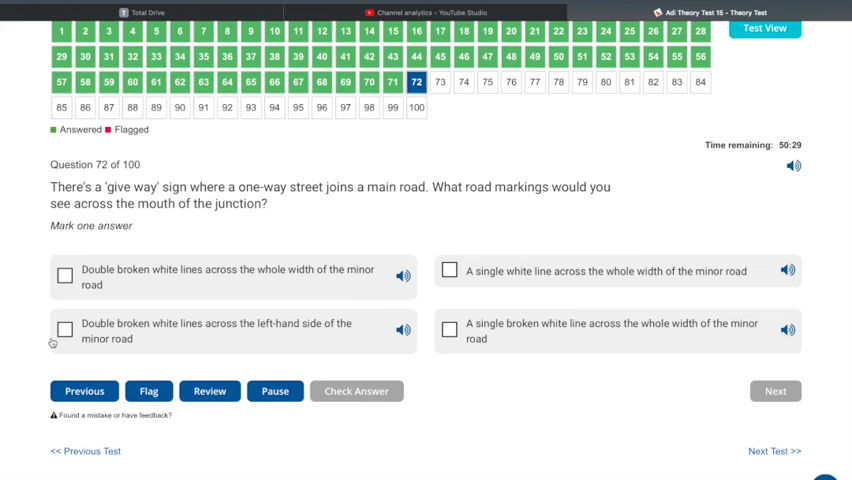 Total Drive Channel analytics - YouTube Studio Adi Theory Test 15 - Theory Test
1 2 3 4 5 6 7 8 9 10 11 12 13 14 15 16 17 18 19 20 21 22 23 24 25 26 27 28 Test View
29 30 31 32 33 34 35 36 37 38 39 40 41 42 43 44 45 46 47 48 49 50 51 52 53 54 55 56
57 58 59 60 61 62 63 64 65 66 67 68 69 70 71 72 73 74 75 76 77 78 79 80 81 82 83 84
85 86 87 88 89 90 91 92 93 94 95 96 97 98 99 100
Answered Flagged
Time remaining: 50:29
Question 72 of 100
There's a 'give way' sign where a one-way street joins a main road. What road markings would you
see across the mouth of the junction?
Mark one answer
Double broken white lines across the whole width of the minor
road
A single white line across the whole width of the minor road
Double broken white lines across the left-hand side of the
minor road
A single broken white line across the whole width of the minor
road
Previous Flag Review Pause Check Answer Next
Found a mistake or have feedback?
<< Previous Test Next Test >>